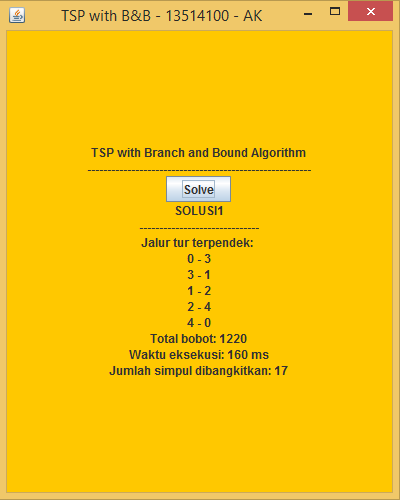 TSP with B&B - 13514100 - AK
TSP with Branch and Bound Algorithm
--------------------------------------------------------
Solve
SOLUSI1
------------------------------
Jalur tur terpendek:
0 - 3
3 - 1
1 - 2
2 - 4
4 - 0
Total bobot: 1220
Waktu eksekusi: 160 ms
Jumlah simpul dibangkitkan: 17